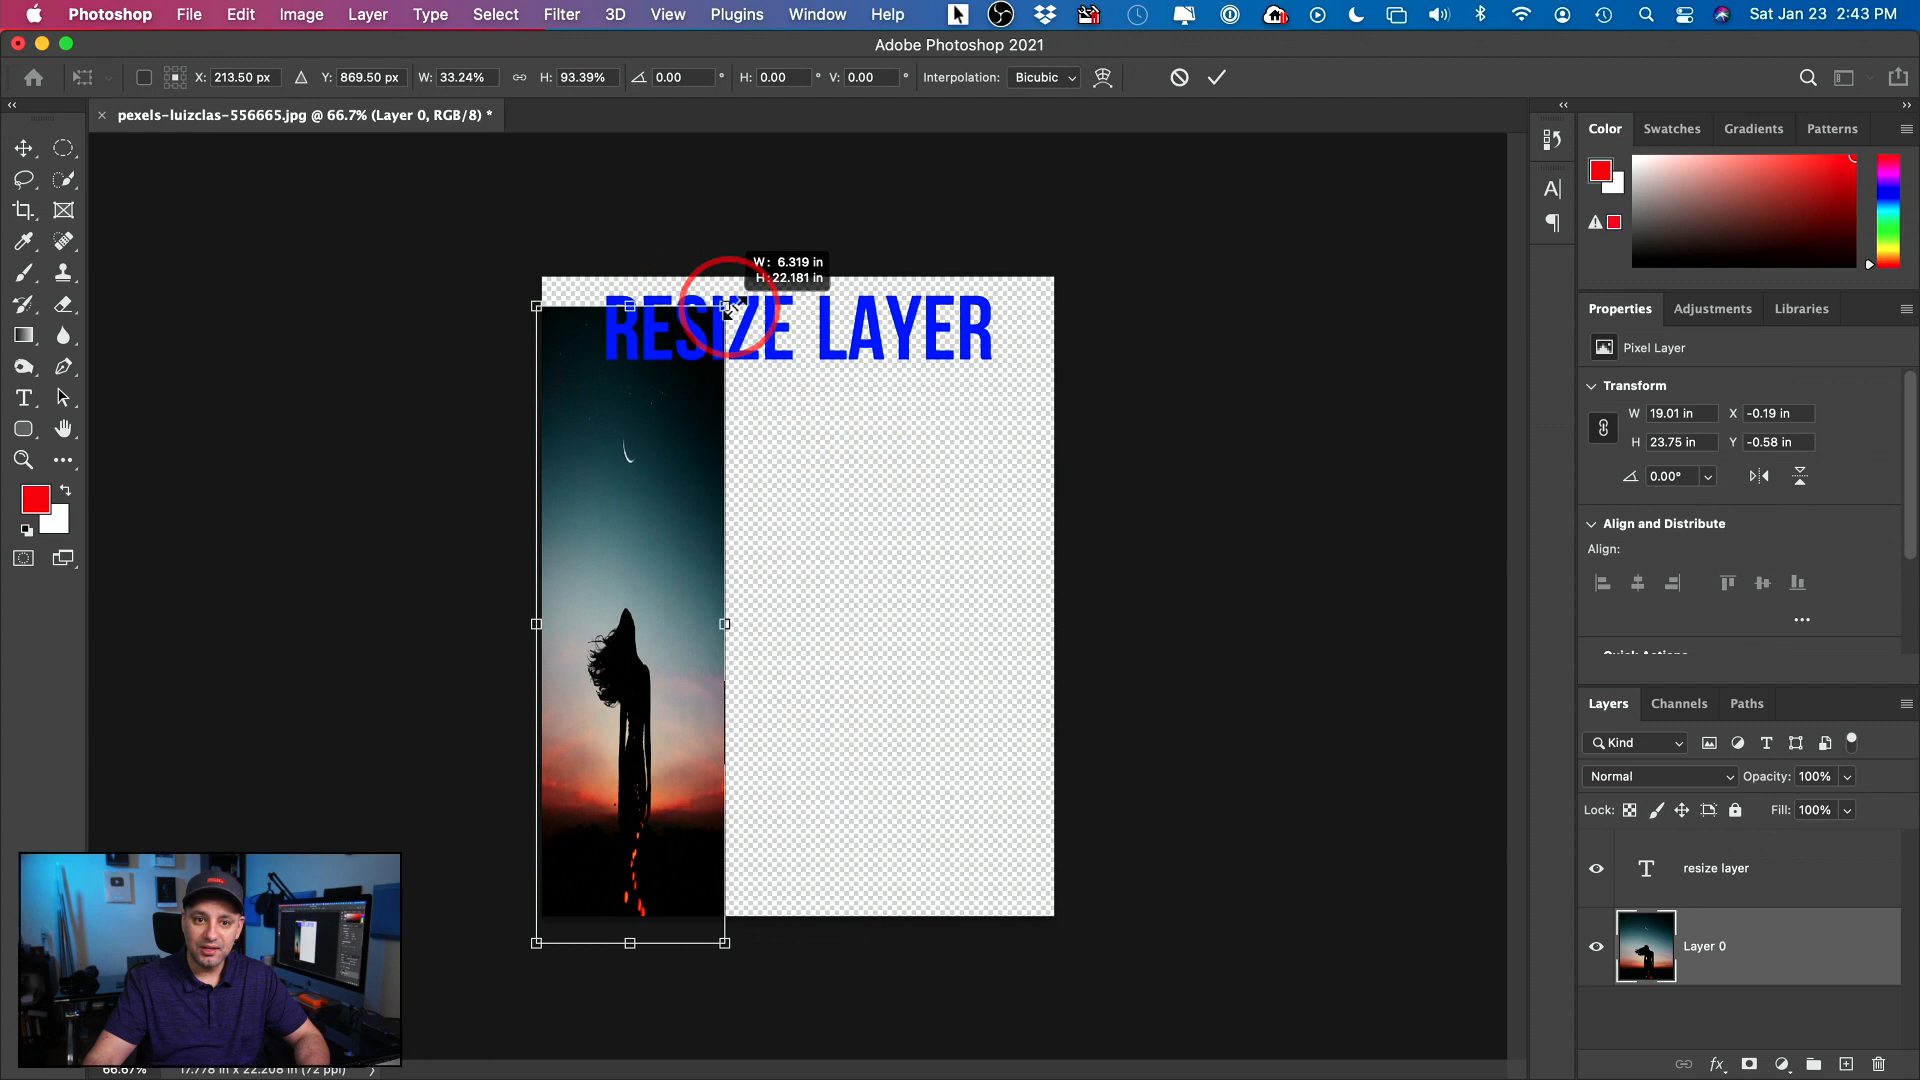 Photoshop File Edit Image Layer Type Select Filter 3D View Plugins Window Help Sat Jan 23 2:43 PM
Adobe Photoshop 2021
X: 213.50 px Y: 869.50 px W: 33.24% H: 93.39% 0.00 ° H: 0.00 ° V: 0.00 ° Interpolation: Bicubic
pexels-luizclas-556665.jpg @ 66.7% (Layer 0, RGB/8) *
Color Swatches Gradients Patterns
W: 6.319 in
H: 22.181 in
RESIZE LAYER
Properties Adjustments Libraries
Pixel Layer
Transform
W 19.01 in X -0.19 in
H 23.75 in Y -0.58 in
0.00°
Align and Distribute
Align:
Layers Channels Paths
Kind
Normal Opacity: 100%
Lock: Fill: 100%
resize layer
Layer 0
66.67% 17.778 in x 22.208 in (72 ppi)